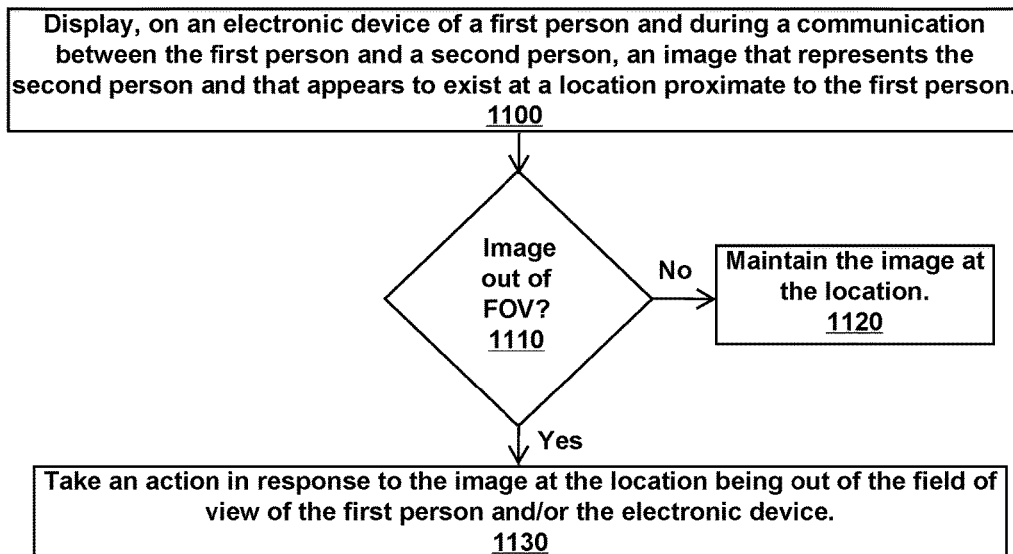 Display, on an electronic device of a first person and during a communication
between the first person and a second person, an image that represents the
second person and that appears to exist at a location proximate to the first person.
1100
Image
out of
FOV?
1110
No
Maintain the image at
the location.
1120
Yes
Take an action in response to the image at the location being out of the field of
view of the first person and/or the electronic device.
1130